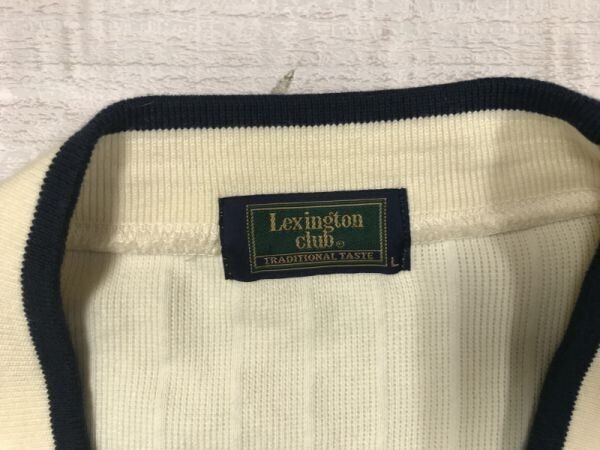 Lexington
club©
TRADITIONAL TASTE
L